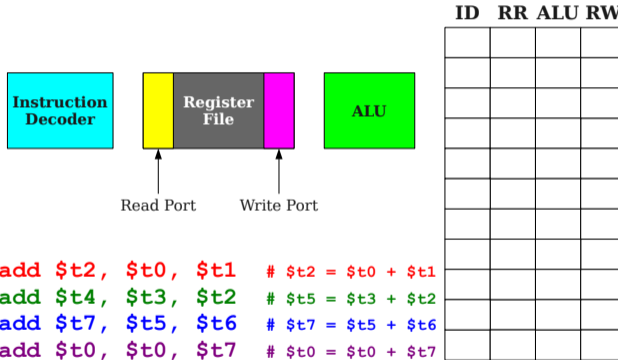 ID RR ALU RW
Instruction
Decoder
Register
File
ALU
Read Port
Write Port
add $t2, $t0, $t1 # $t2 = $t0 + $t1
add $t4, $t3, $t2 # $t5 = $t3 + $t2
add $t7, $t5, $t6 # $t7 = $t5 + $t6
add $t0, $t0, $t7 # $t0 = $t0 + $t7